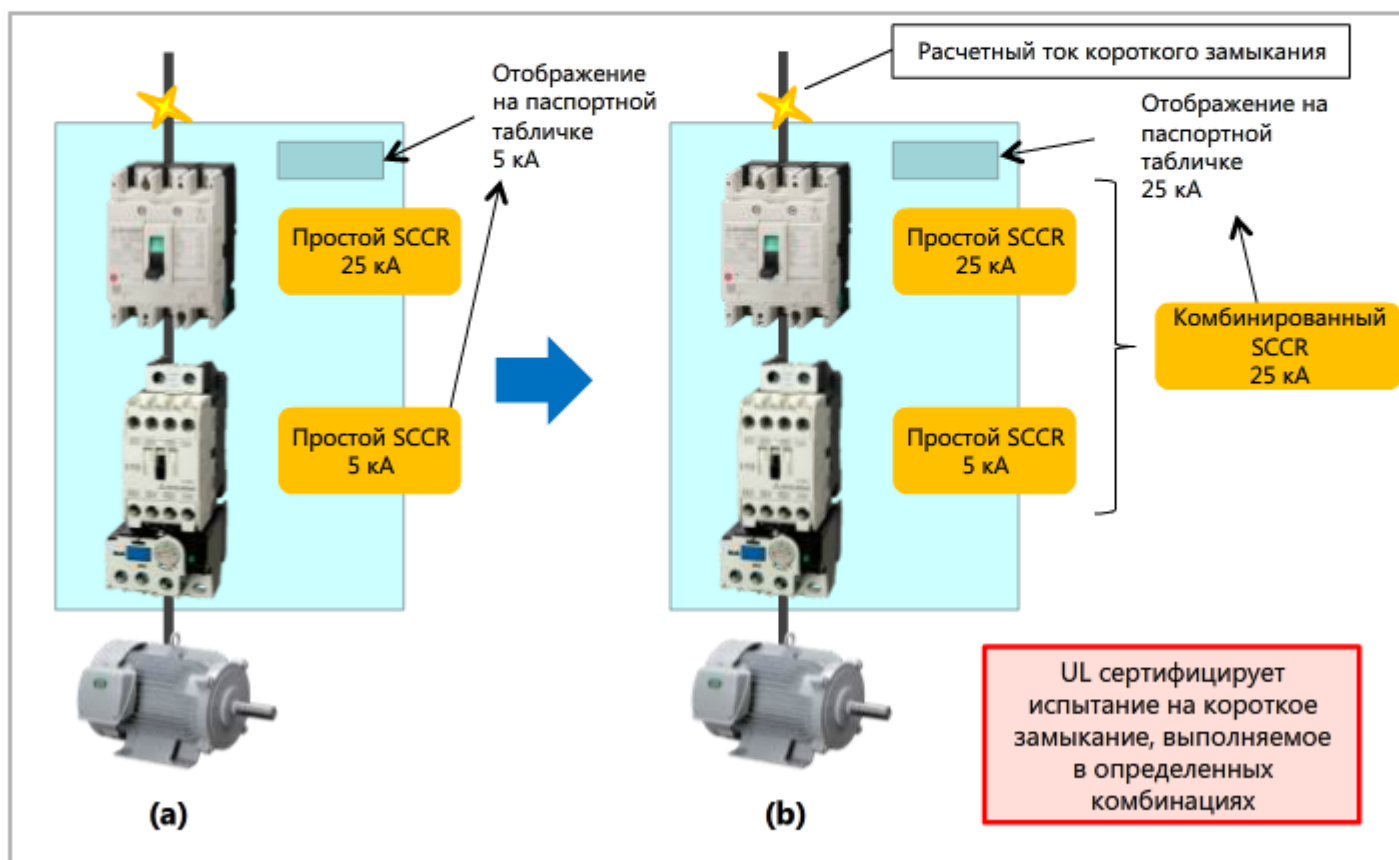 Расчетный ток короткого замыкания
Отображение
на паспортной
табличке
5 кА
Простой SCCR
25 кА
Простой SCCR
5 кА
(a)
Отображение на
паспортной
табличке
25 кА
Простой SCCR
25 кА
Комбинированный
SCCR
25 кА
Простой SCCR
5 кА
UL сертифицирует
испытание на короткое
замыкание, выполняемое
в определенных
комбинациях
(b)